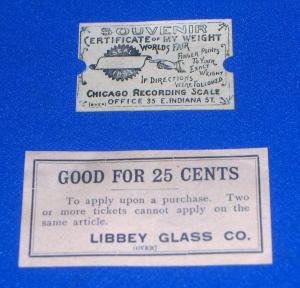 SOUVENIR
CERTIFICATE OF MY WEIGHT
WORLDS FAIR
FINGER POINTS
TO YOUR
EXACT
WEIGHT
IF DIRECTIONS
WERE FOLLOWED
CHICAGO RECORDING SCALE
(OVER) OFFICE 35 E. INDIANA ST.
GOOD FOR 25 CENTS
To apply upon a purchase. Two
or more tickets cannot apply on the
same article.
LIBBEY GLASS CO.
(OVER)